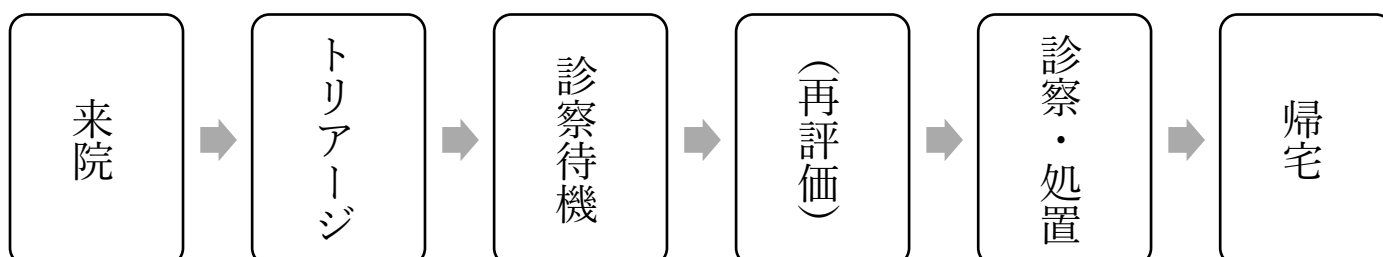 来院
トリアージ
診察待機
（再評価）
診察・処置
帰宅